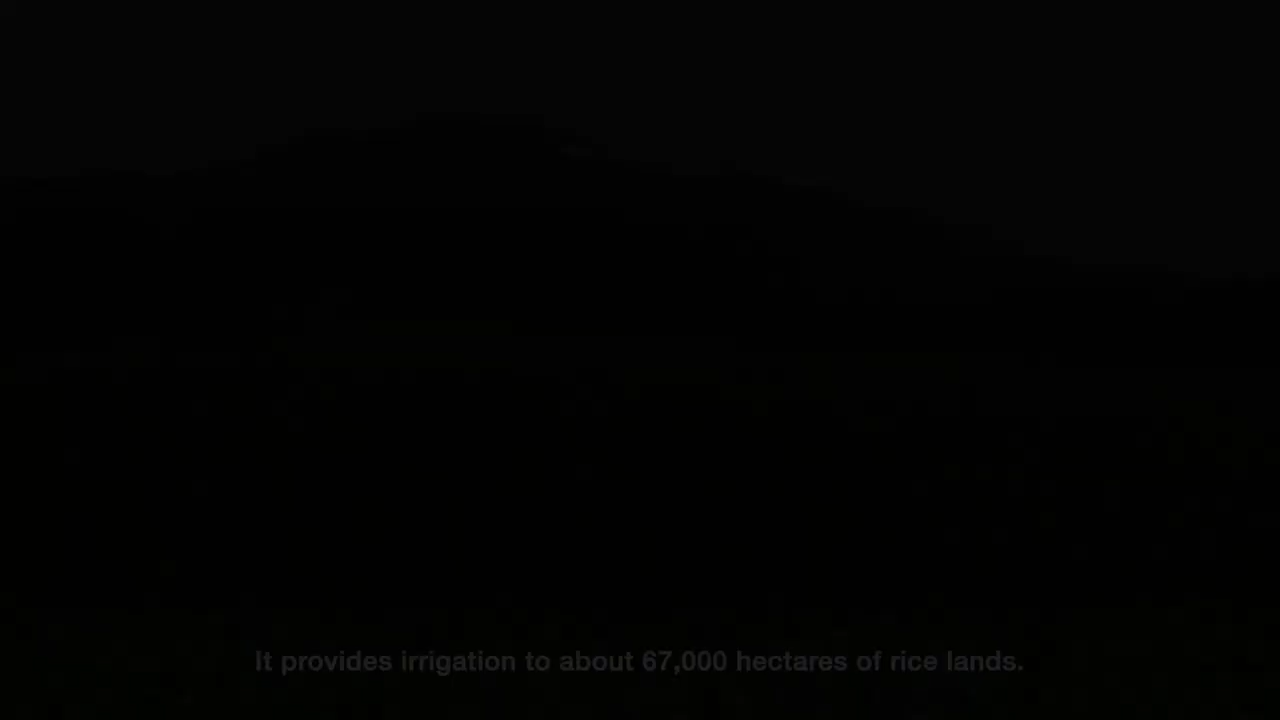 It provides irrigation to about 67,000 hectares of rice lands.